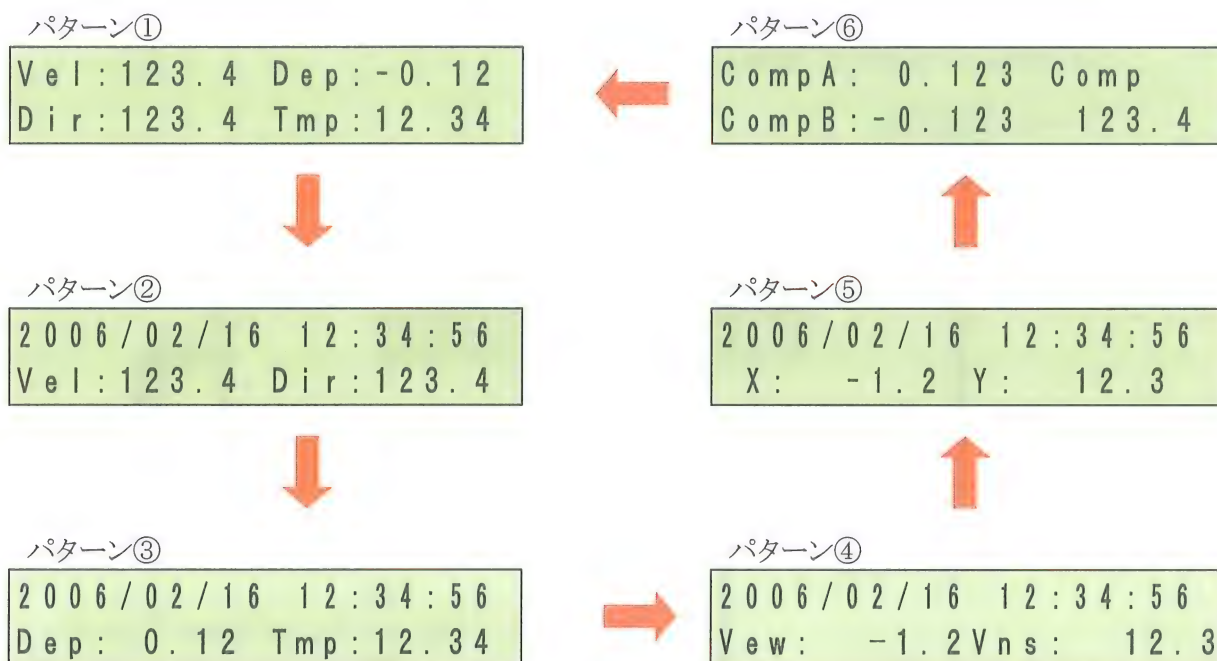 パターン①
Vel:123.4 Dep:-0.12
Dir:123.4 Tmp:12.34
パターン②
2006/02/16 12:34:56
Vel:123.4 Dir:123.4
パターン③
2006/02/16 12:34:56
Dep: 0.12 Tmp:12.34
パターン④
2006/02/16 12:34:56
Vew: -1.2Vns: 12.3
パターン⑤
2006/02/16 12:34:56
X: -1.2 Y: 12.3
パターン⑥
CompA: 0.123 Comp
CompB:-0.123 123.4